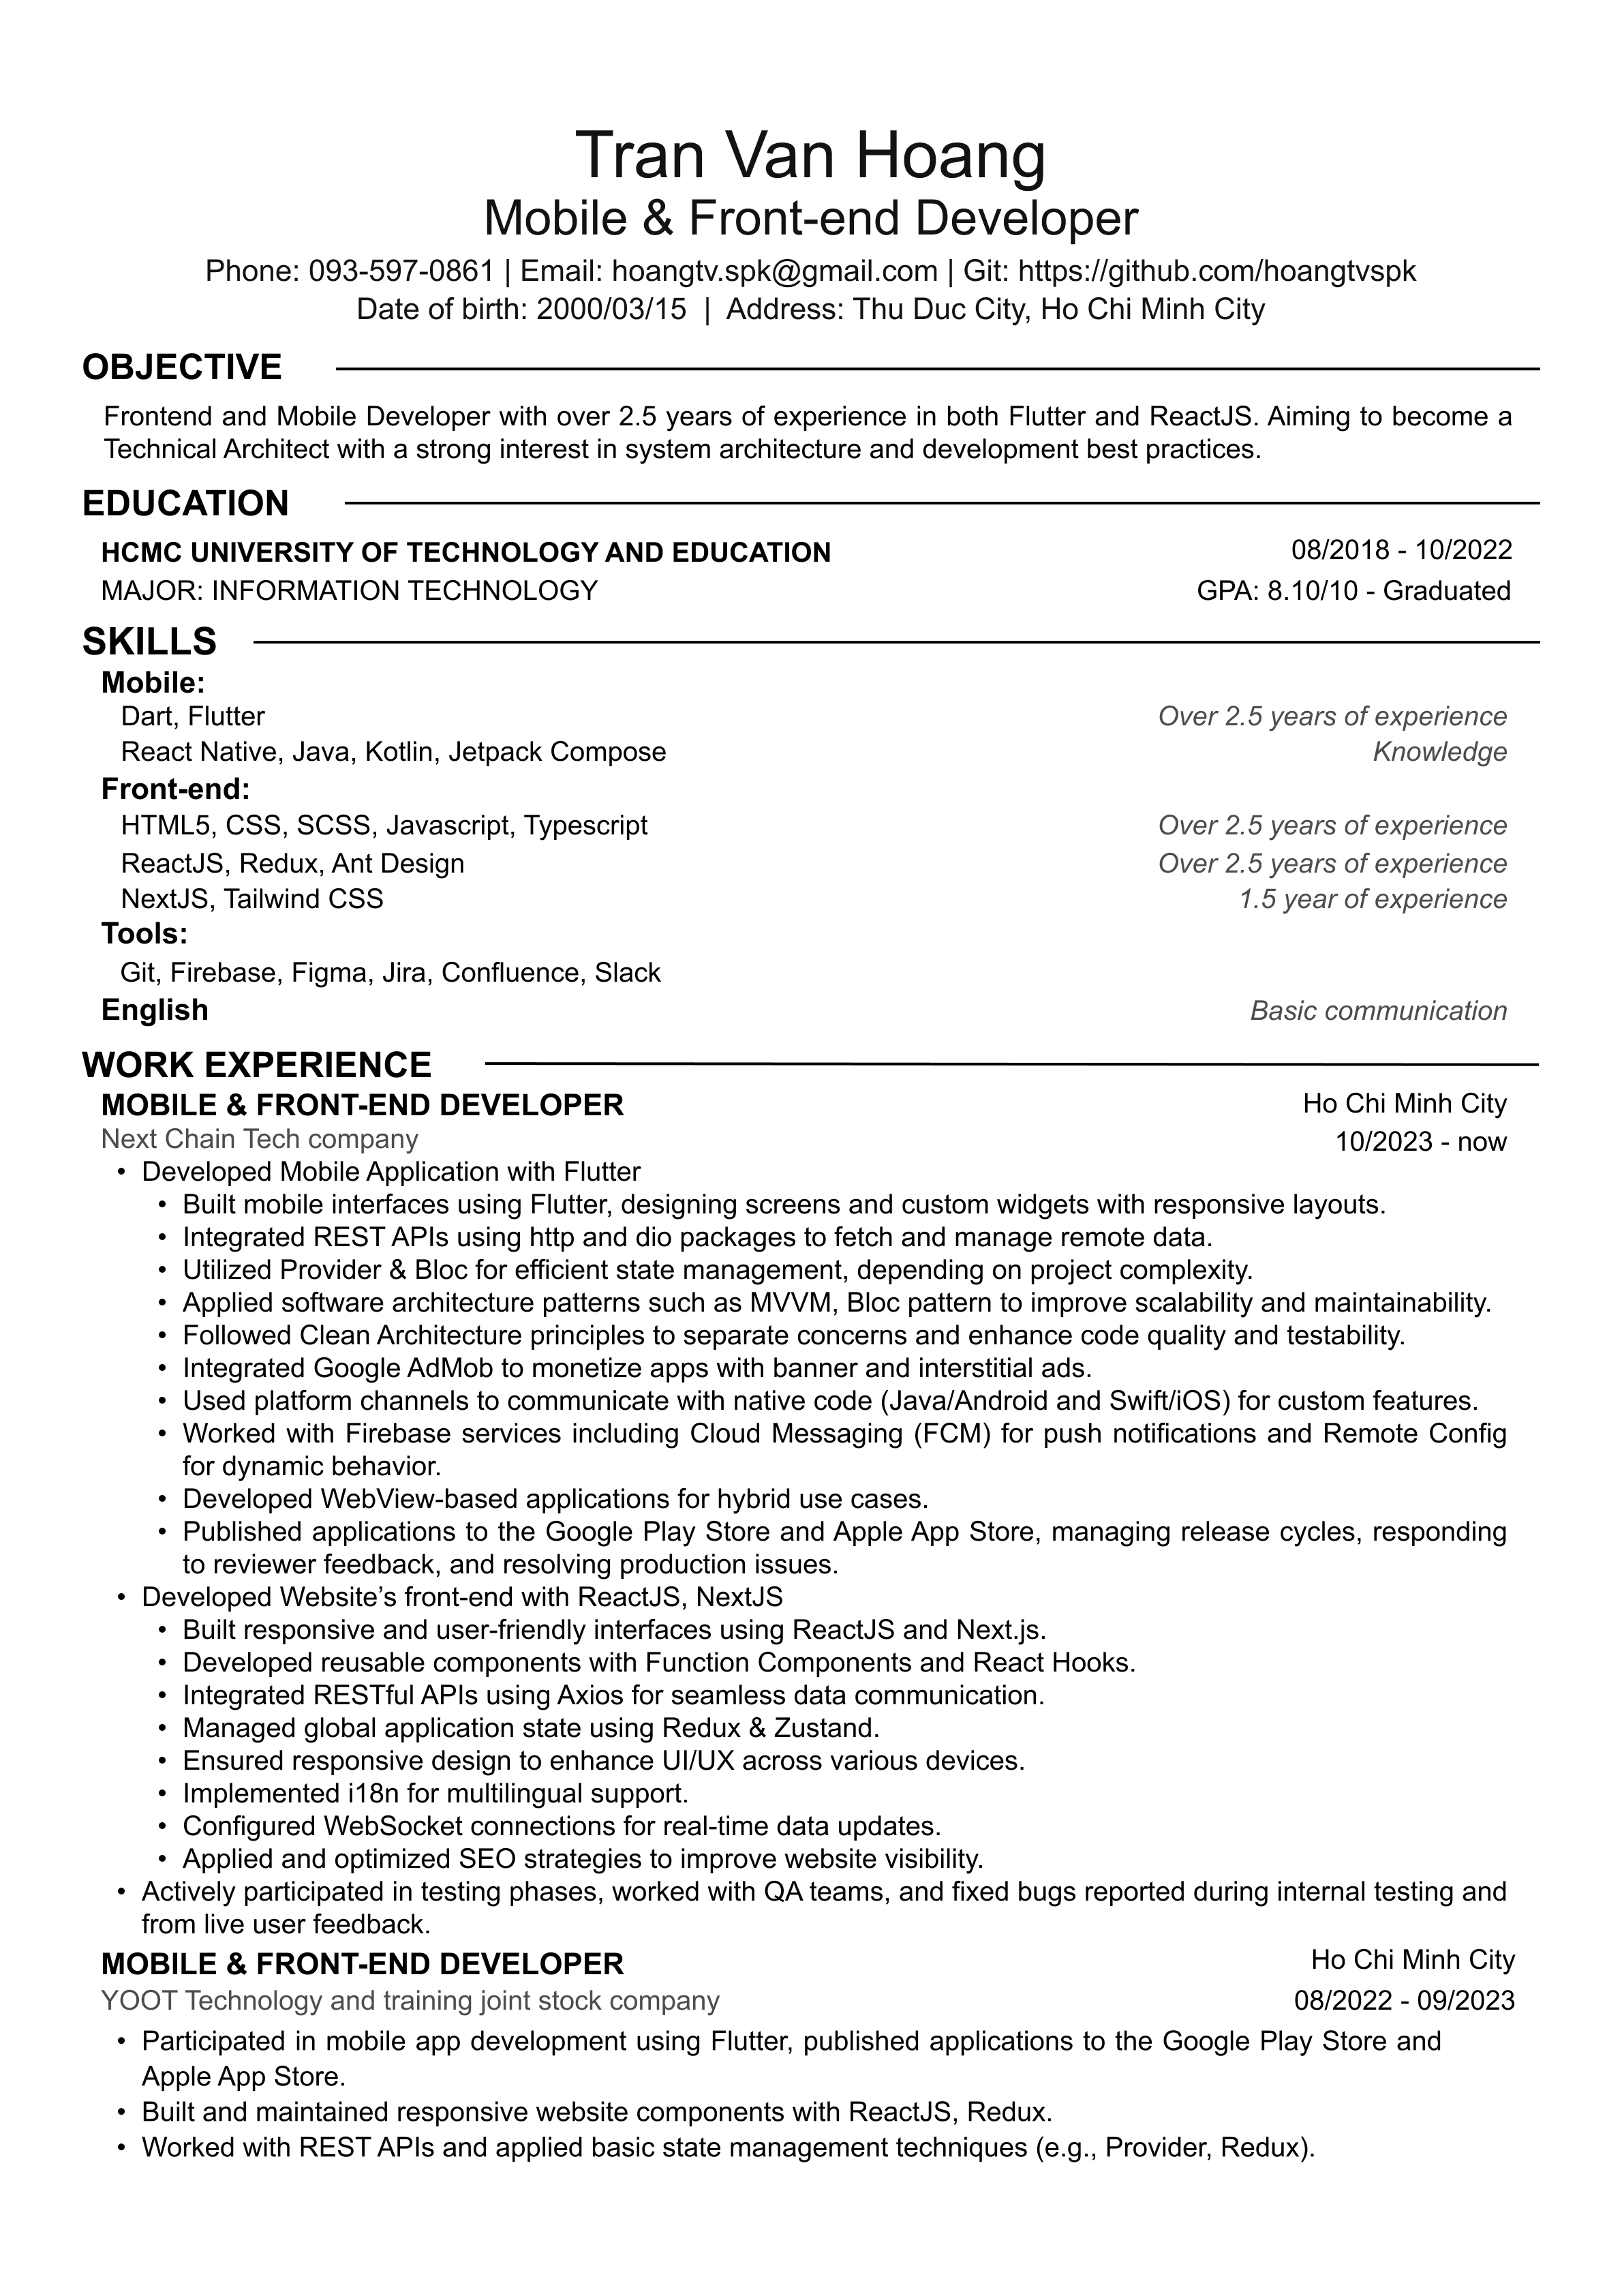 Tran Van Hoang
Mobile & Front-end Developer
Phone: 093-597-0861 | Email: hoangtv.spk@gmail.com | Git: https://github.com/hoangtvspk
Date of birth: 2000/03/15 | Address: Thu Duc City, Ho Chi Minh City
OBJECTIVE
Frontend and Mobile Developer with over 2.5 years of experience in both Flutter and ReactJS. Aiming to become a
Technical Architect with a strong interest in system architecture and development best practices.
EDUCATION
HCMC UNIVERSITY OF TECHNOLOGY AND EDUCATION 08/2018 - 10/2022
MAJOR: INFORMATION TECHNOLOGY GPA: 8.10/10 - Graduated
SKILLS
Mobile:
Dart, Flutter Over 2.5 years of experience
React Native, Java, Kotlin, Jetpack Compose Knowledge
Front-end:
HTML5, CSS, SCSS, Javascript, Typescript Over 2.5 years of experience
ReactJS, Redux, Ant Design Over 2.5 years of experience
NextJS, Tailwind CSS 1.5 year of experience
Tools:
Git, Firebase, Figma, Jira, Confluence, Slack
English Basic communication
WORK EXPERIENCE
MOBILE & FRONT-END DEVELOPER Ho Chi Minh City
Next Chain Tech company 10/2023 - now
• Developed Mobile Application with Flutter
• Built mobile interfaces using Flutter, designing screens and custom widgets with responsive layouts.
• Integrated REST APIs using http and dio packages to fetch and manage remote data.
• Utilized Provider & Bloc for efficient state management, depending on project complexity.
• Applied software architecture patterns such as MVVM, Bloc pattern to improve scalability and maintainability.
• Followed Clean Architecture principles to separate concerns and enhance code quality and testability.
• Integrated Google AdMob to monetize apps with banner and interstitial ads.
• Used platform channels to communicate with native code (Java/Android and Swift/iOS) for custom features.
• Worked with Firebase services including Cloud Messaging (FCM) for push notifications and Remote Config
for dynamic behavior.
• Developed WebView-based applications for hybrid use cases.
• Published applications to the Google Play Store and Apple App Store, managing release cycles, responding
to reviewer feedback, and resolving production issues.
• Developed Website’s front-end with ReactJS, NextJS
• Built responsive and user-friendly interfaces using ReactJS and Next.js.
• Developed reusable components with Function Components and React Hooks.
• Integrated RESTful APIs using Axios for seamless data communication.
• Managed global application state using Redux & Zustand.
• Ensured responsive design to enhance UI/UX across various devices.
• Implemented i18n for multilingual support.
• Configured WebSocket connections for real-time data updates.
• Applied and optimized SEO strategies to improve website visibility.
• Actively participated in testing phases, worked with QA teams, and fixed bugs reported during internal testing and
from live user feedback.
MOBILE & FRONT-END DEVELOPER Ho Chi Minh City
YOOT Technology and training joint stock company 08/2022 - 09/2023
• Participated in mobile app development using Flutter, published applications to the Google Play Store and
Apple App Store.
• Built and maintained responsive website components with ReactJS, Redux.
• Worked with REST APIs and applied basic state management techniques (e.g., Provider, Redux).